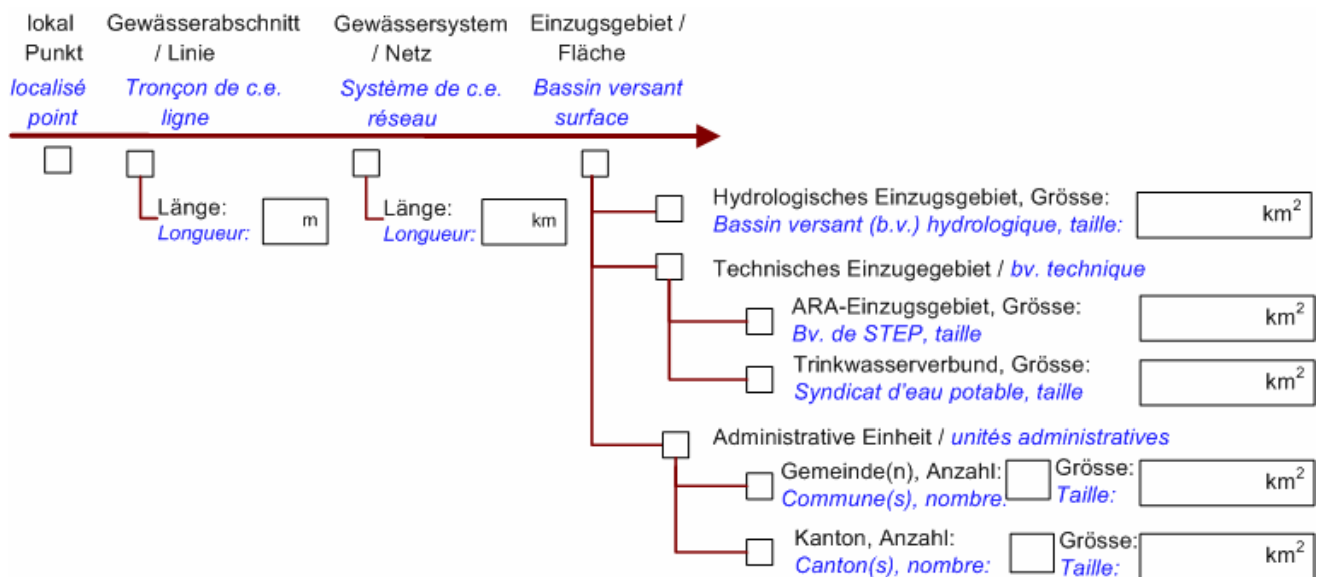 lokal
Punkt
localisé
point
Gewässerabschnitt
/ Linie
Tronçon de c.e.
ligne
Gewässersystem
/ Netz
Système de c.e.
réseau
Einzugsgebiet /
Fläche
Bassin versant
surface
Länge:
Longueur:
m
Länge:
Longueur:
km
Hydrologisches Einzugsgebiet, Grösse:
Bassin versant (b.v.) hydrologique, taille:
km²
Technisches Einzugegebiet / bv. technique
ARA-Einzugsgebiet, Grösse:
Bv. de STEP, taille
km²
Trinkwasserverbund, Grösse:
Syndicat d'eau potable, taille
km²
Administrative Einheit / unités administratives
Gemeinde(n), Anzahl:
Commune(s), nombre:
Grösse:
Taille:
km²
Kanton, Anzahl:
Canton(s), nombre:
Grösse:
Taille:
km²